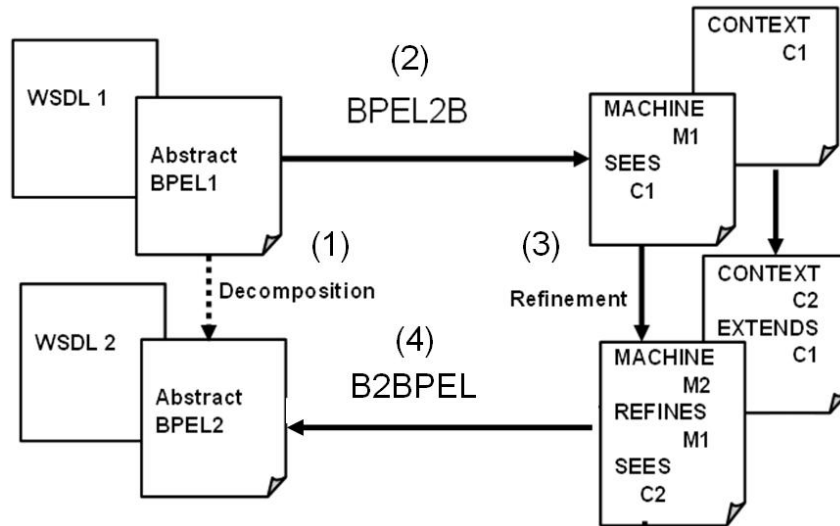 WSDL 1
Abstract
BPEL1
(2)
BPEL2B
CONTEXT
C1
MACHINE
M1
SEES
C1
(1)
Decomposition
(3)
Refinement
CONTEXT
C2
EXTENDS
C1
WSDL 2
Abstract
BPEL2
(4)
B2BPEL
MACHINE
M2
REFINES
M1
SEES
C2